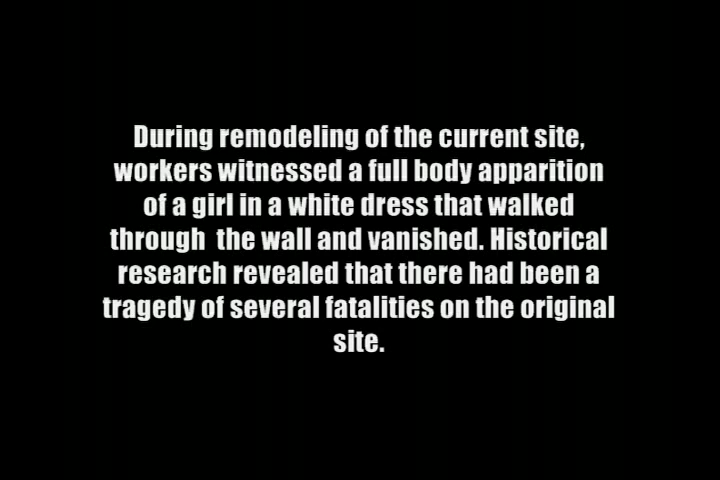 During remodeling of the current site,
workers witnessed a full body apparition
of a girl in a white dress that walked
through the wall and vanished. Historical
research revealed that there had been a
tragedy of several fatalities on the original
site.